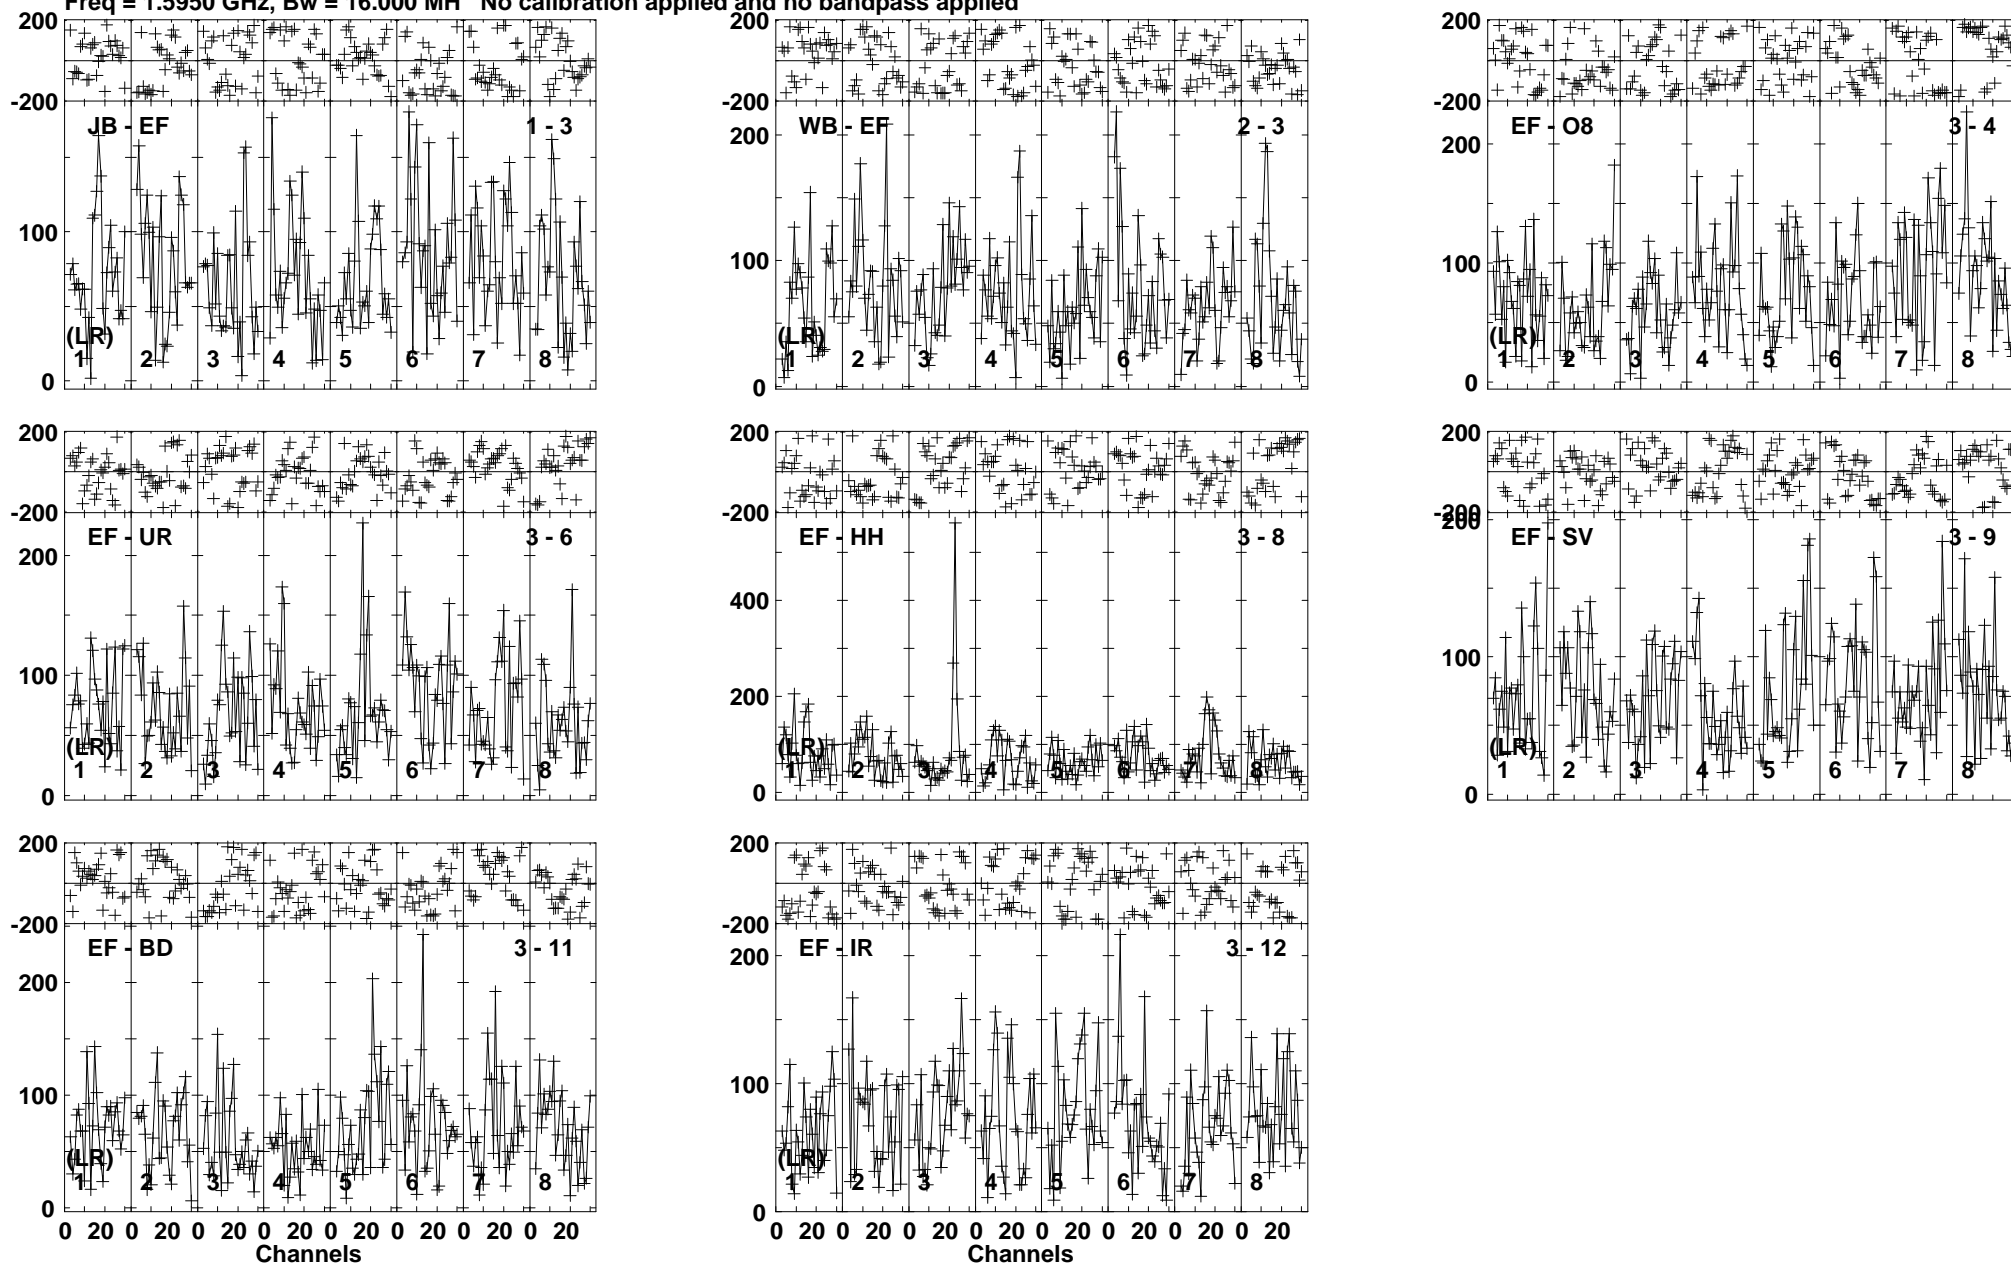 Freq = 1.5950 GHz, Bw = 16.000 MH No calibration applied and no bandpass applied
200
-200
JB - EF 1 - 3
100
0
(LR)
1 2 3 4 5 6 7 8
200
-200
WB - EF 2 - 3
200
100
0
(LR)
1 2 3 4 5 6 7 8
200
-200
EF - O8 3 - 4
200
100
0
(LR)
1 2 3 4 5 6 7 8
200
-200
EF - UR 3 - 6
200
100
0
(LR)
1 2 3 4 5 6 7 8
200
-200
EF - HH 3 - 8
400
200
0
(LR)
1 2 3 4 5 6 7 8
200
-200
200
EF - SV 3 - 9
100
0
(LR)
1 2 3 4 5 6 7 8
200
-200
EF - BD 3 - 11
200
100
0
(LR)
1 2 3 4 5 6 7 8
0 20 0 20 0 20 0 20 0 20 0 20 0 20 0 20
Channels
200
-200
EF - IR 3 - 12
200
100
0
(LR)
1 2 3 4 5 6 7 8
0 20 0 20 0 20 0 20 0 20 0 20 0 20 0 20
Channels